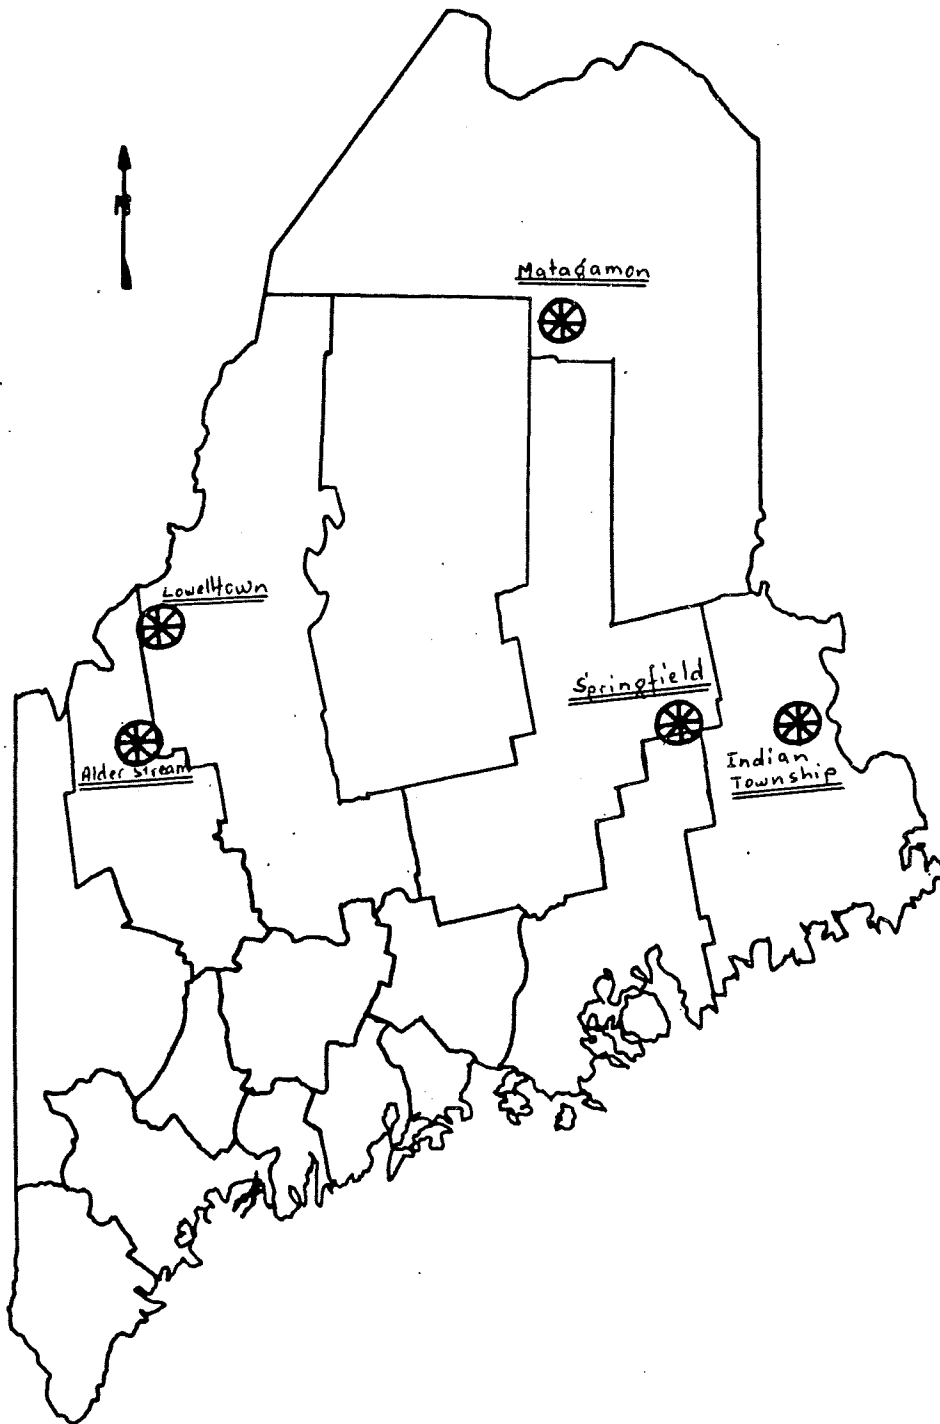 N
Matagamon
Lowelltown
Springfield
Alder Stream
Indian
Township